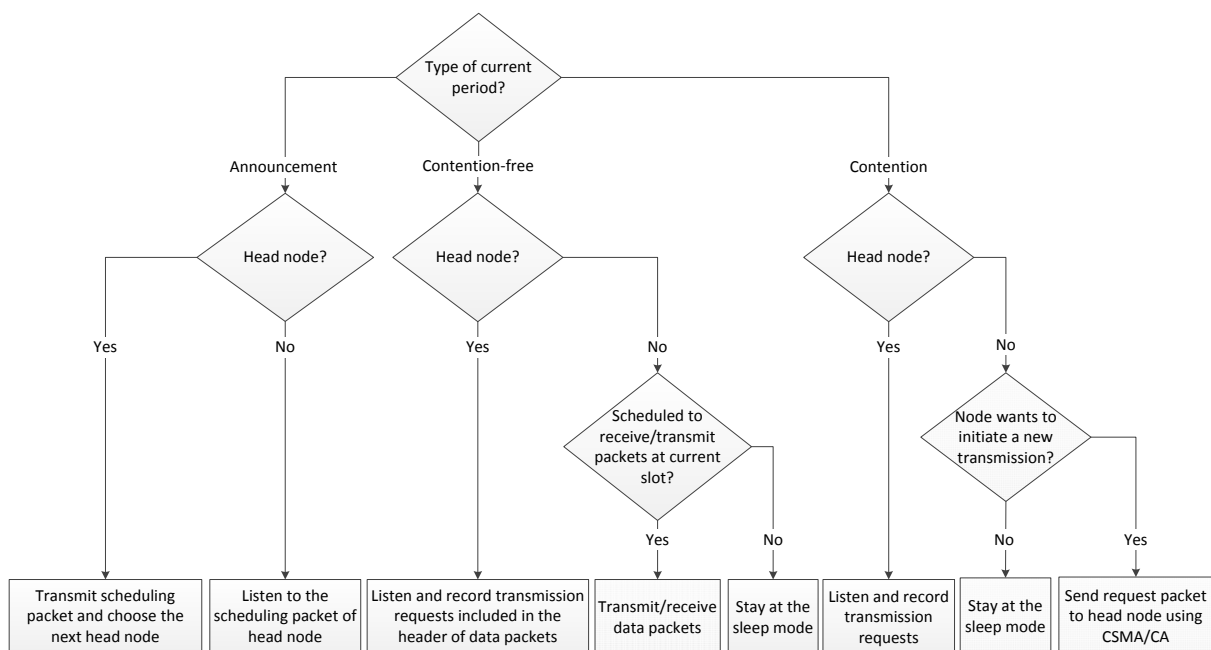 Type of current
period?
Announcement
Contention-free
Contention
Head node?
Head node?
Head node?
Yes
No
Yes
No
Yes
No
Scheduled to
receive/transmit
packets at current
slot?
Node wants to
initiate a new
transmission?
Yes
No
No
Yes
Transmit scheduling
packet and choose the
next head node
Listen to the
scheduling packet of
head node
Listen and record transmission
requests included in the
header of data packets
Transmit/receive
data packets
Stay at the
sleep mode
Listen and record
transmission
requests
Stay at the
sleep mode
Send request packet
to head node using
CSMA/CA